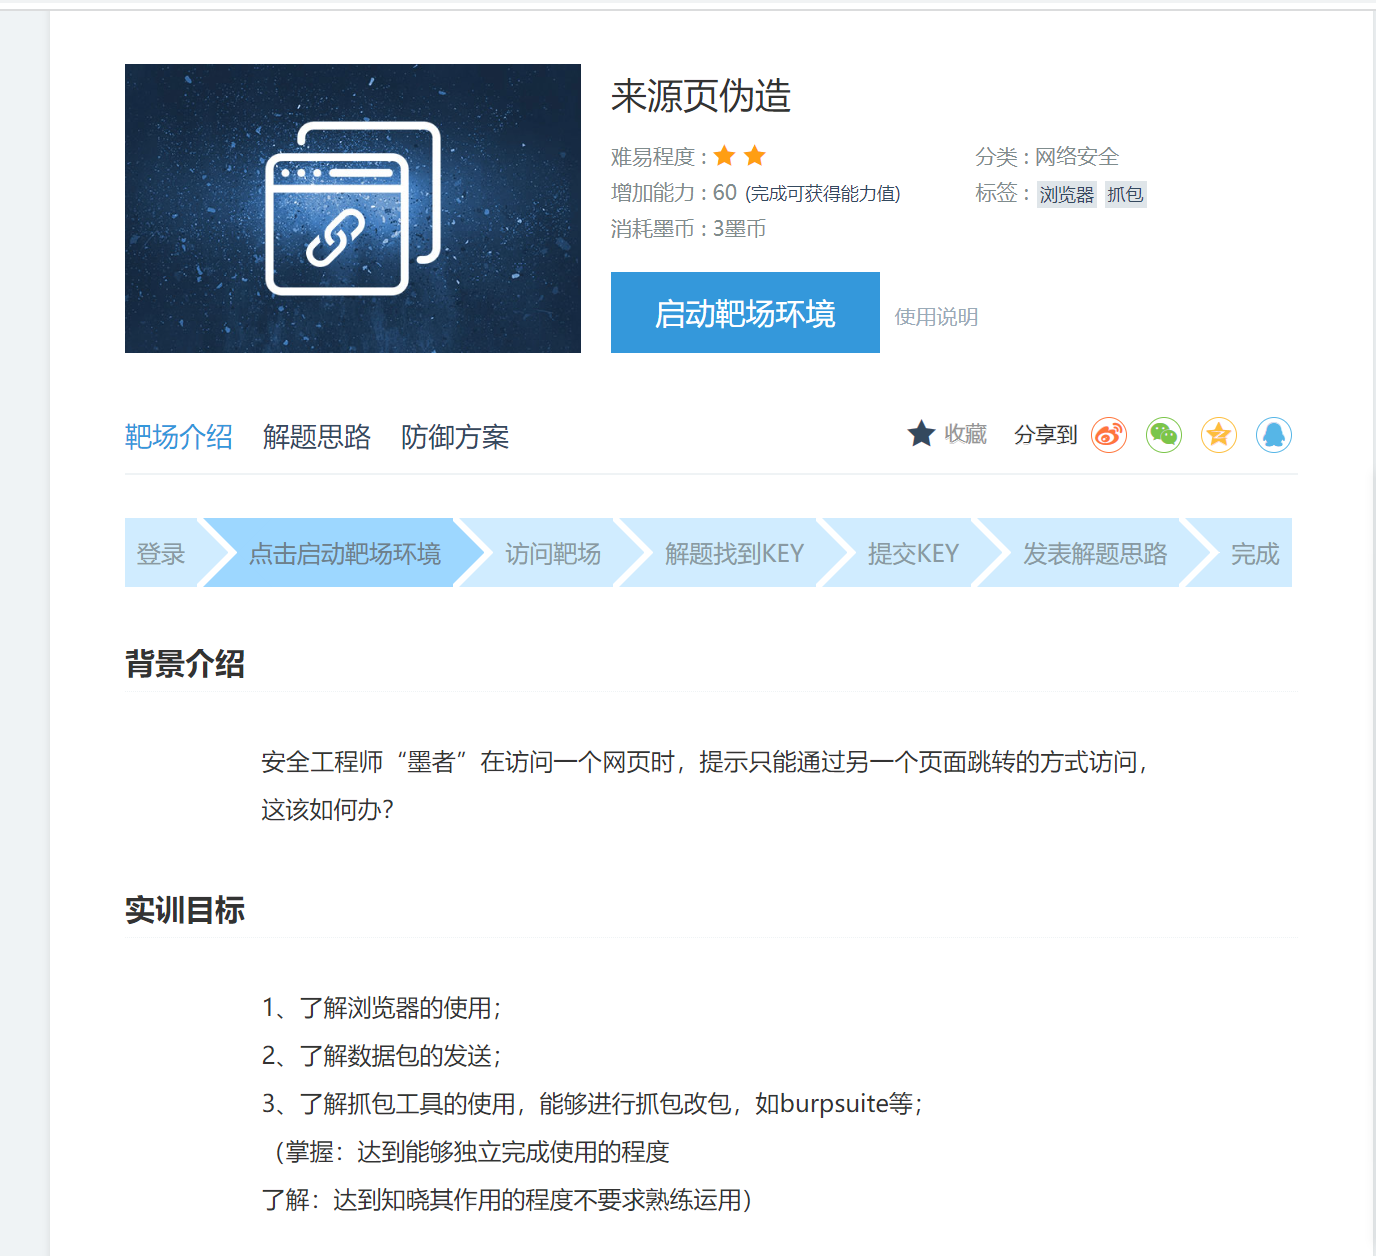 来源页伪造
难易程度 :
分类 : 网络安全
增加能力 : 60 (完成可获得能力值)
标签 : 浏览器 抓包
消耗墨币 : 3墨币
启动靶场环境 使用说明
靶场介绍 解题思路 防御方案 收藏 分享到
登录 点击启动靶场环境 访问靶场 解题找到KEY 提交KEY 发表解题思路 完成
背景介绍
安全工程师“墨者”在访问一个网页时，提示只能通过另一个页面跳转的方式访问，
这该如何办？
实训目标
1、了解浏览器的使用；
2、了解数据包的发送；
3、了解抓包工具的使用，能够进行抓包改包，如burpsuite等；
（掌握：达到能够独立完成使用的程度
了解：达到知晓其作用的程度不要求熟练运用）